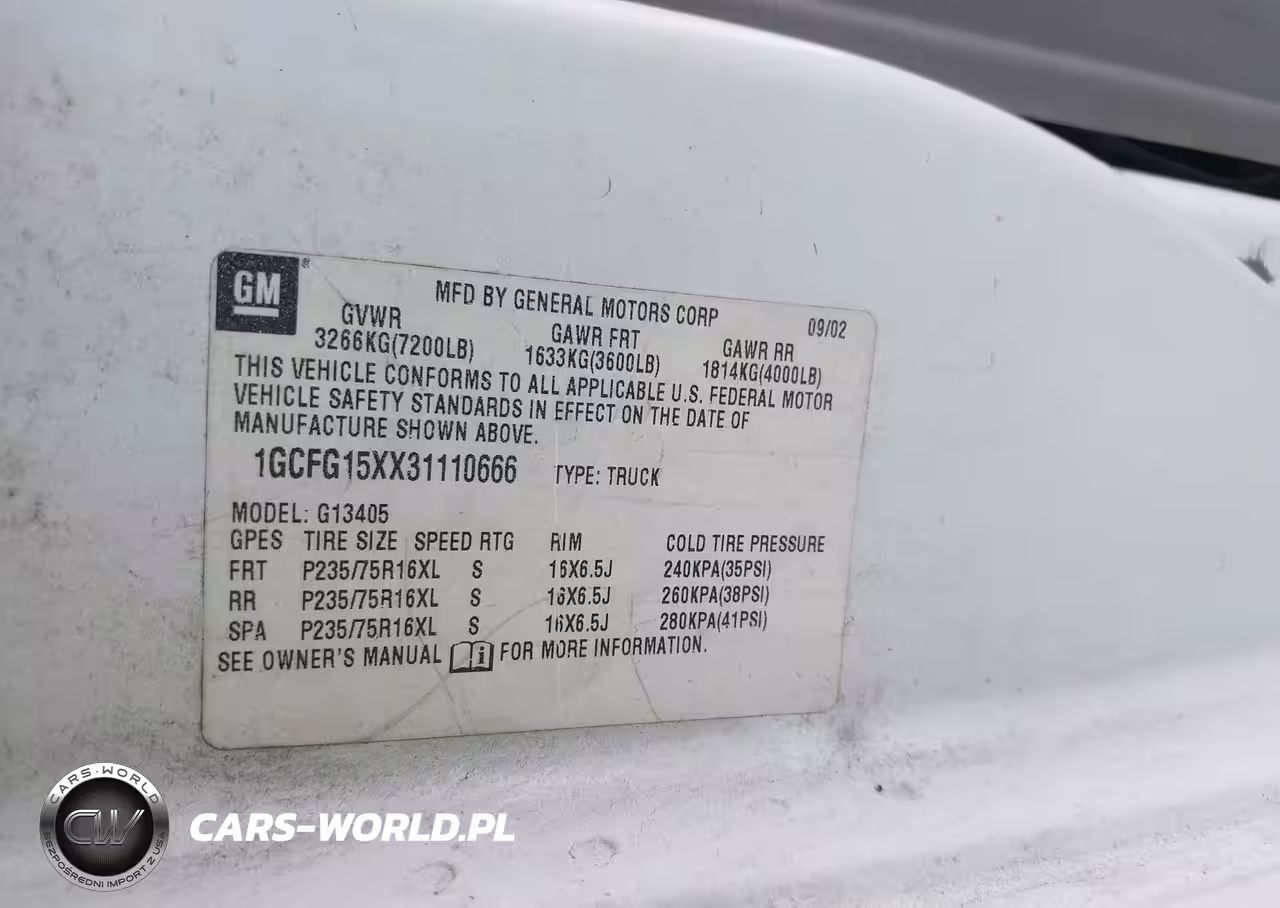 GM
MFD BY GENERAL MOTORS CORP 09/02
GVWR GAWR FRT GAWR RR
3266KG(7200LB) 1633KG(3600LB) 1814KG(4000LB)
THIS VEHICLE CONFORMS TO ALL APPLICABLE U.S. FEDERAL MOTOR
VEHICLE SAFETY STANDARDS IN EFFECT ON THE DATE OF
MANUFACTURE SHOWN ABOVE.
1GCFG15XX31110666 TYPE: TRUCK
MODEL: G13405
GPES TIRE SIZE SPEED RTG RIM COLD TIRE PRESSURE
FRT P235/75R16XL S 16X6.5J 240KPA(35PSI)
RR P235/75R16XL S 16X6.5J 260KPA(38PSI)
SPA P235/75R16XL S 16X6.5J 280KPA(41PSI)
SEE OWNER'S MANUAL i FOR MORE INFORMATION.
CARS-WORLD
CW
BEZPOŚREDNI IMPORT Z USA
CARS-WORLD.PL